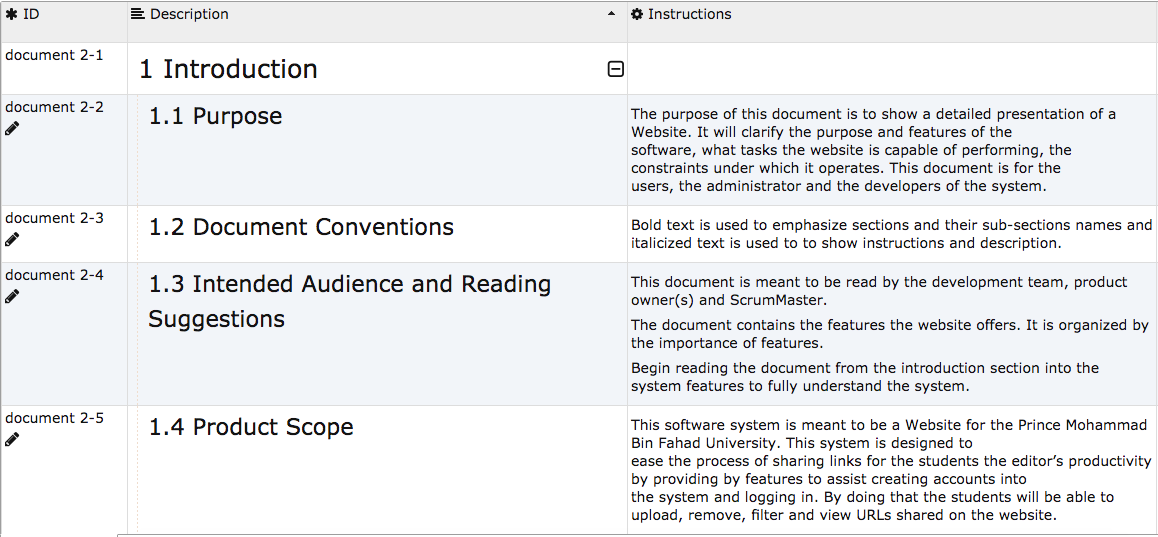 ID Description Instructions
document 2-1
1 Introduction
document 2-2
1.1 Purpose
The purpose of this document is to show a detailed presentation of a
Website. It will clarify the purpose and features of the
software, what tasks the website is capable of performing, the
constraints under which it operates. This document is for the
users, the administrator and the developers of the system.
document 2-3
1.2 Document Conventions
Bold text is used to emphasize sections and their sub-sections names and
italicized text is used to to show instructions and description.
document 2-4
1.3 Intended Audience and Reading
Suggestions
This document is meant to be read by the development team, product
owner(s) and ScrumMaster.
The document contains the features the website offers. It is organized by
the importance of features.
Begin reading the document from the introduction section into the
system features to fully understand the system.
document 2-5
1.4 Product Scope
This software system is meant to be a Website for the Prince Mohammad
Bin Fahad University. This system is designed to
ease the process of sharing links for the students the editor’s productivity
by providing by features to assist creating accounts into
the system and logging in. By doing that the students will be able to
upload, remove, filter and view URLs shared on the website.